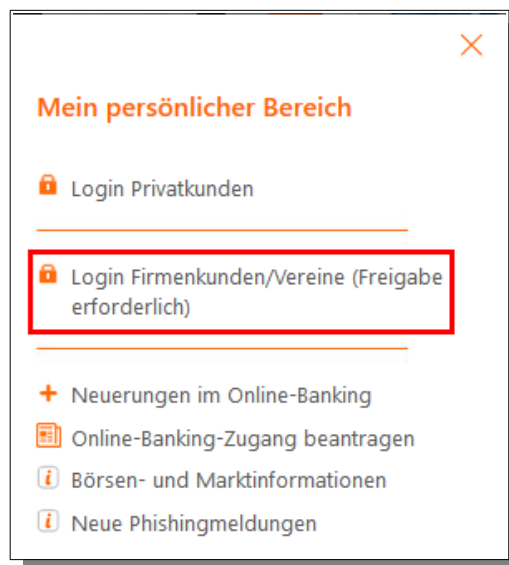 Mein persönlicher Bereich
Login Privatkunden
Login Firmenkunden/Vereine (Freigabe
erforderlich)
Neuerungen im Online-Banking
Online-Banking-Zugang beantragen
Börsen- und Marktinformationen
Neue Phishingmeldungen